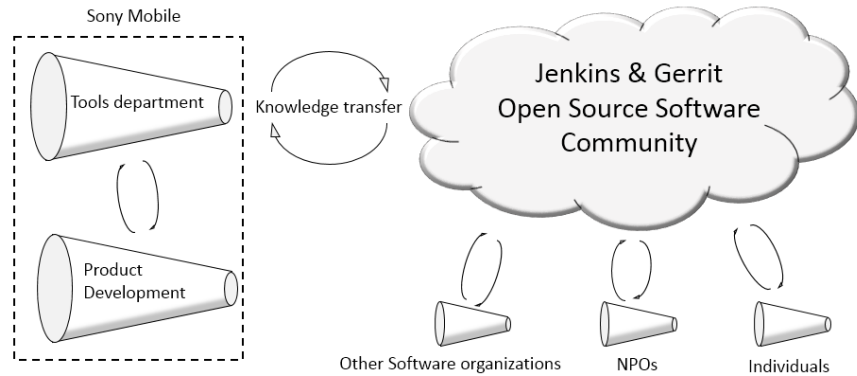 Sony Mobile
Tools department
Knowledge transfer
Jenkins & Gerrit
Open Source Software
Community
Product
Development
Other Software organizations
NPOs
Individuals